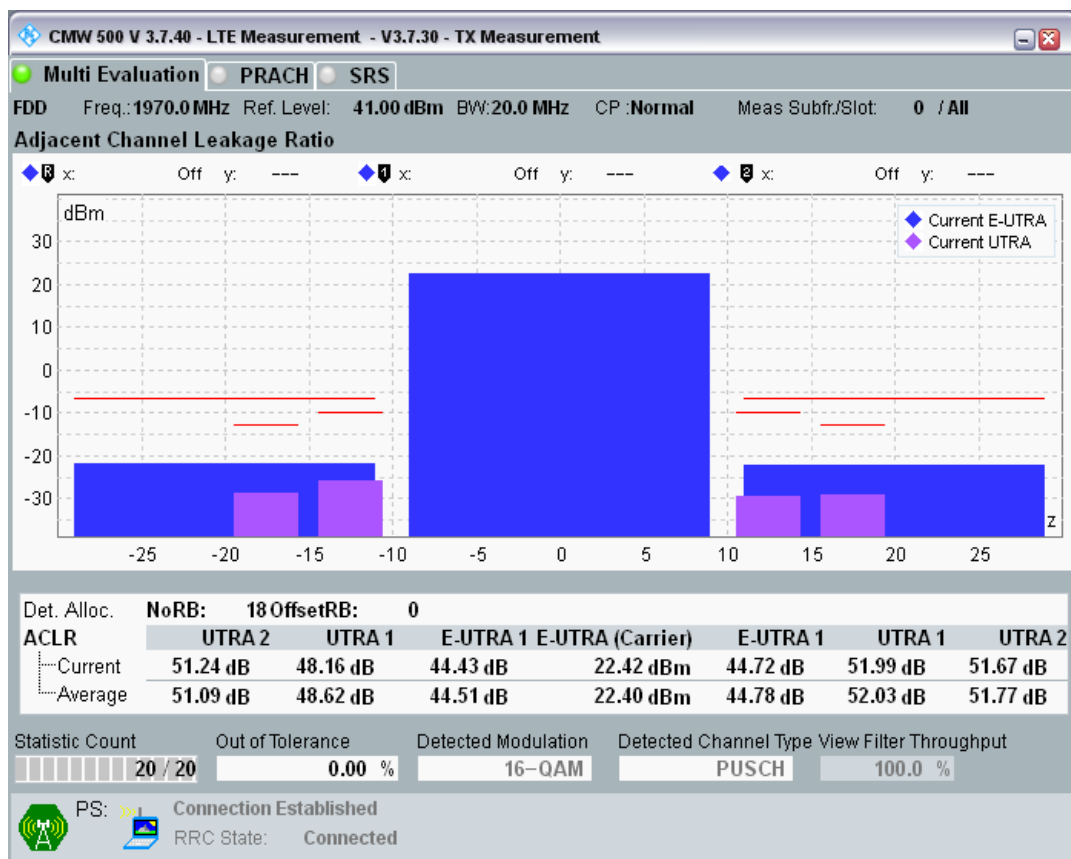 CMW 500 V 3.7.40 - LTE Measurement - V3.7.30 - TX Measurement
Multi Evaluation PRACH SRS
FDD Freq.: 1970.0 MHz Ref. Level: 41.00 dBm BW: 20.0 MHz CP : Normal Meas Subfr./Slot: 0 / All
Adjacent Channel Leakage Ratio
R x: Off y: --- 1 x: Off y: --- 2 x: Off y: ---
dBm
Current E-UTRA
Current UTRA
30
20
10
0
-10
-20
-30
z
-25 -20 -15 -10 -5 0 5 10 15 20 25
Det. Alloc. NoRB: 18 OffsetRB: 0
ACLR UTRA 2 UTRA 1 E-UTRA 1 E-UTRA (Carrier) E-UTRA 1 UTRA 1 UTRA 2
Current 51.24 dB 48.16 dB 44.43 dB 22.42 dBm 44.72 dB 51.99 dB 51.67 dB
Average 51.09 dB 48.62 dB 44.51 dB 22.40 dBm 44.78 dB 52.03 dB 51.77 dB
Statistic Count Out of Tolerance Detected Modulation Detected Channel Type View Filter Throughput
20 / 20 0.00 % 16-QAM PUSCH 100.0 %
PS: Connection Established
RRC State: Connected